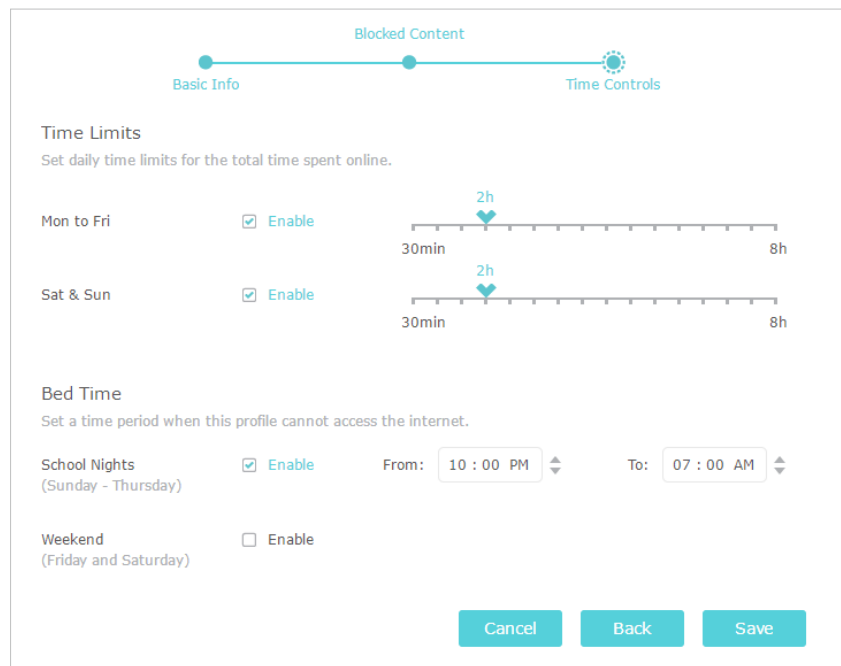 Blocked Content
Basic Info Time Controls
Time Limits
Set daily time limits for the total time spent online.
2h
Mon to Fri Enable
30min 8h
2h
Sat & Sun Enable
30min 8h
Bed Time
Set a time period when this profile cannot access the internet.
School Nights Enable From: 10 : 00 PM To: 07 : 00 AM
(Sunday - Thursday)
Weekend Enable
(Friday and Saturday)
Cancel Back Save